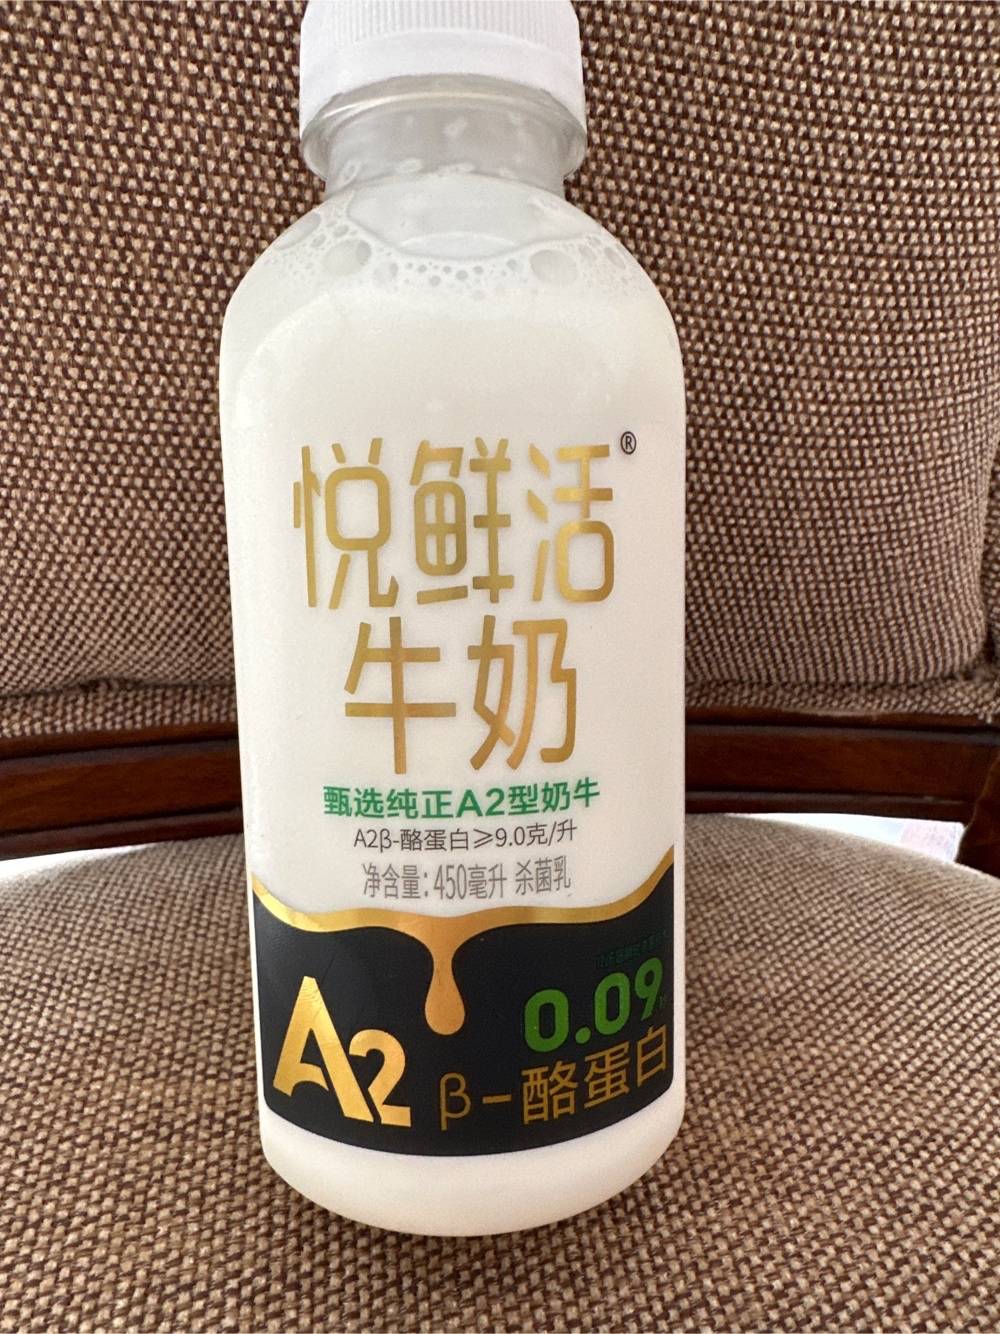 悦鲜活®
牛奶
甄选纯正A2型奶牛
A2β-酪蛋白≥9.0克/升
净含量:450毫升 杀菌乳
0.09
A2
β-酪蛋白